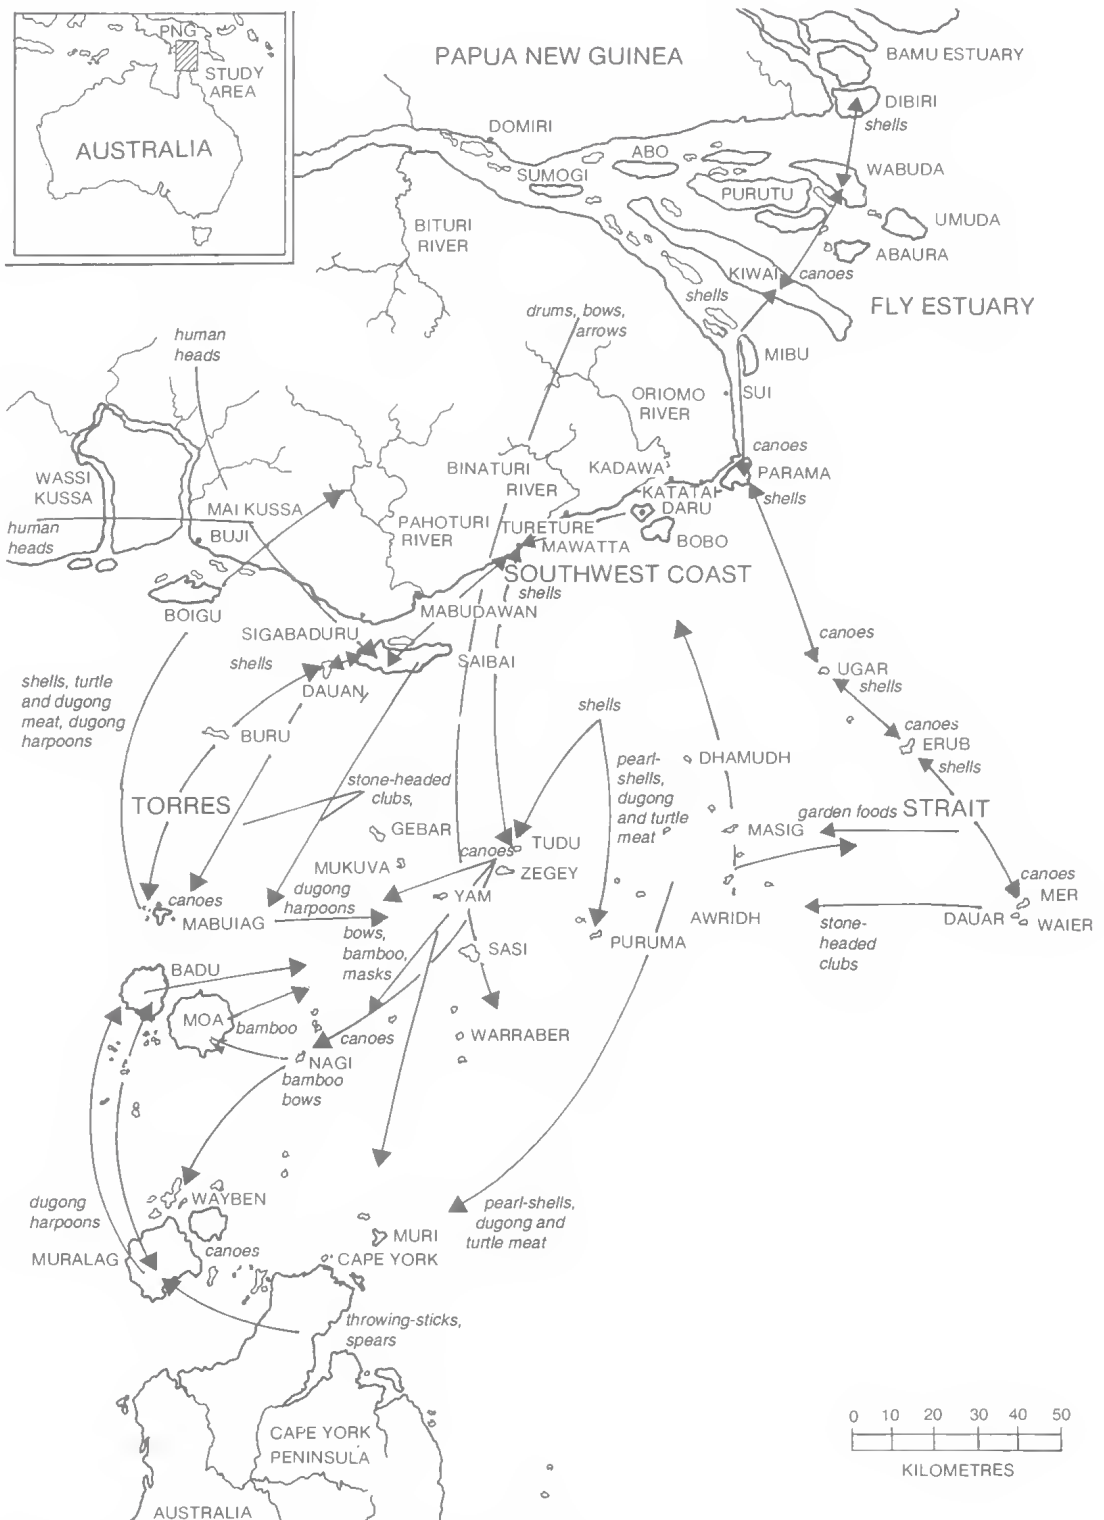 PNG
STUDY
AREA
AUSTRALIA
PAPUA NEW GUINEA
BAMU ESTUARY
DIBIRI
shells
DOMIRI
ABO
SUMOGI
WABUDA
PURUTU
UMUDA
ABAURA
BITURI
RIVER
KIWAI
canoes
shells
FLY ESTUARY
drums, bows,
arrows
human
heads
MIBU
ORIOMO
RIVER
SUI
canoes
PARAMA
shells
BINATURI
RIVER
KADAWA
KATATAI
DARU
BOBO
WASSI
KUSSA
MAI KUSSA
human
heads
BUJI
PAHOTURI
RIVER
TURETURE
MAWATTA
SOUTHWEST COAST
shells
BOIGU
MABUDAWAN
SIGABADURU
SAIBAI
shells
DAUAN
canoes
UGAR
shells
shells, turtle
and dugong
meat, dugong
harpoons
BURU
shells
canoes
ERUB
shells
pearl-
shells,
dugong
and turtle
meat
DHAMUDH
stone-headed
clubs,
TORRES
STRAIT
garden foods
MASIG
GEBAR
TUDU
canoes
MUKUVA
ZEGEY
dugong
harpoons
YAM
canoes
MABUIAG
canoes
MER
DAUAR
WAIER
AWRIDH
stone-
headed
clubs
bows,
bamboo,
masks
PURUMA
SASI
BADU
MOA
bamboo
canoes
WARRABER
NAGI
bamboo
bows
WAYBEN
dugong
harpoons
pearl-shells,
dugong and
turtle meat
MURI
MURALAG
canoes
CAPE YORK
throwing-sticks,
spears
CAPE YORK
PENINSULA
AUSTRALIA
0 10 20 30 40 50
KILOMETRES